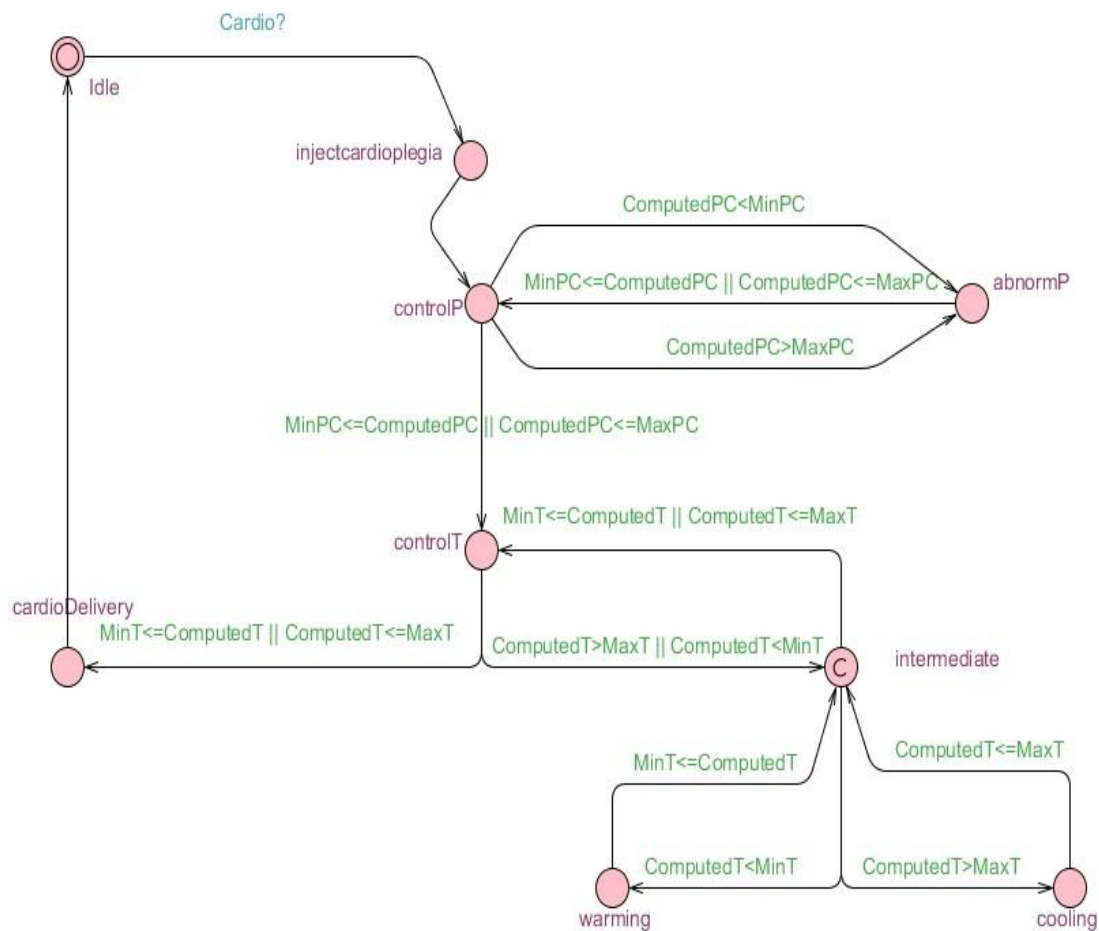 Cardio?
Idle
injectcardioplegia
ComputedPC<MinPC
MinPC<=ComputedPC || ComputedPC<=MaxPC
abnormP
controlP
ComputedPC>MaxPC
MinPC<=ComputedPC || ComputedPC<=MaxPC
MinT<=ComputedT || ComputedT<=MaxT
controlT
cardioDelivery
MinT<=ComputedT || ComputedT<=MaxT
ComputedT>MaxT || ComputedT<MinT
C
intermediate
MinT<=ComputedT
ComputedT<=MaxT
ComputedT<MinT
ComputedT>MaxT
warming
cooling